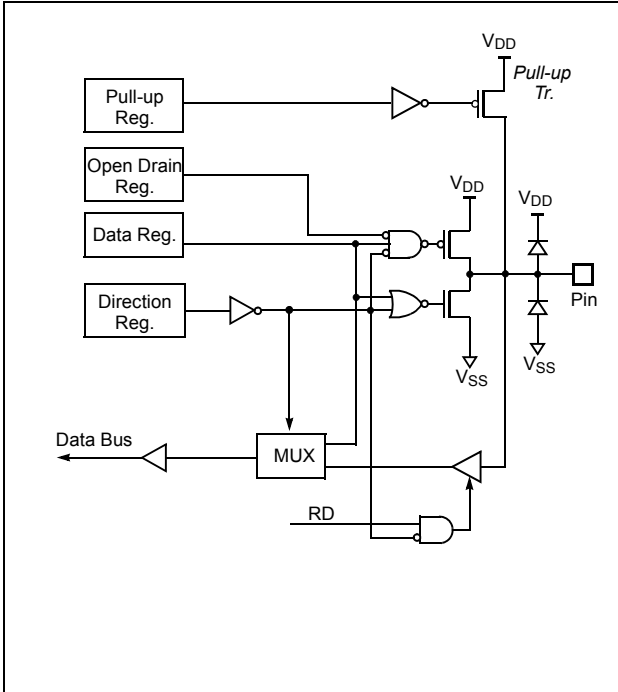 VDD
Pull-up
Tr.
Pull-up
Reg.
Open Drain
Reg.
VDD
VDD
Data Reg.
Direction
Reg.
Pin
VSS
VSS
Data Bus
MUX
RD